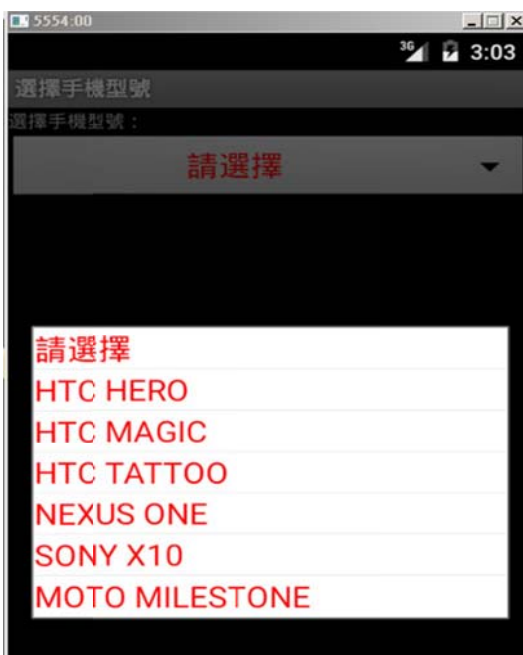 5554:00
3G 3:03
選擇手機型號
選擇手機型號：
請選擇
請選擇
HTC HERO
HTC MAGIC
HTC TATTOO
NEXUS ONE
SONY X10
MOTO MILESTONE